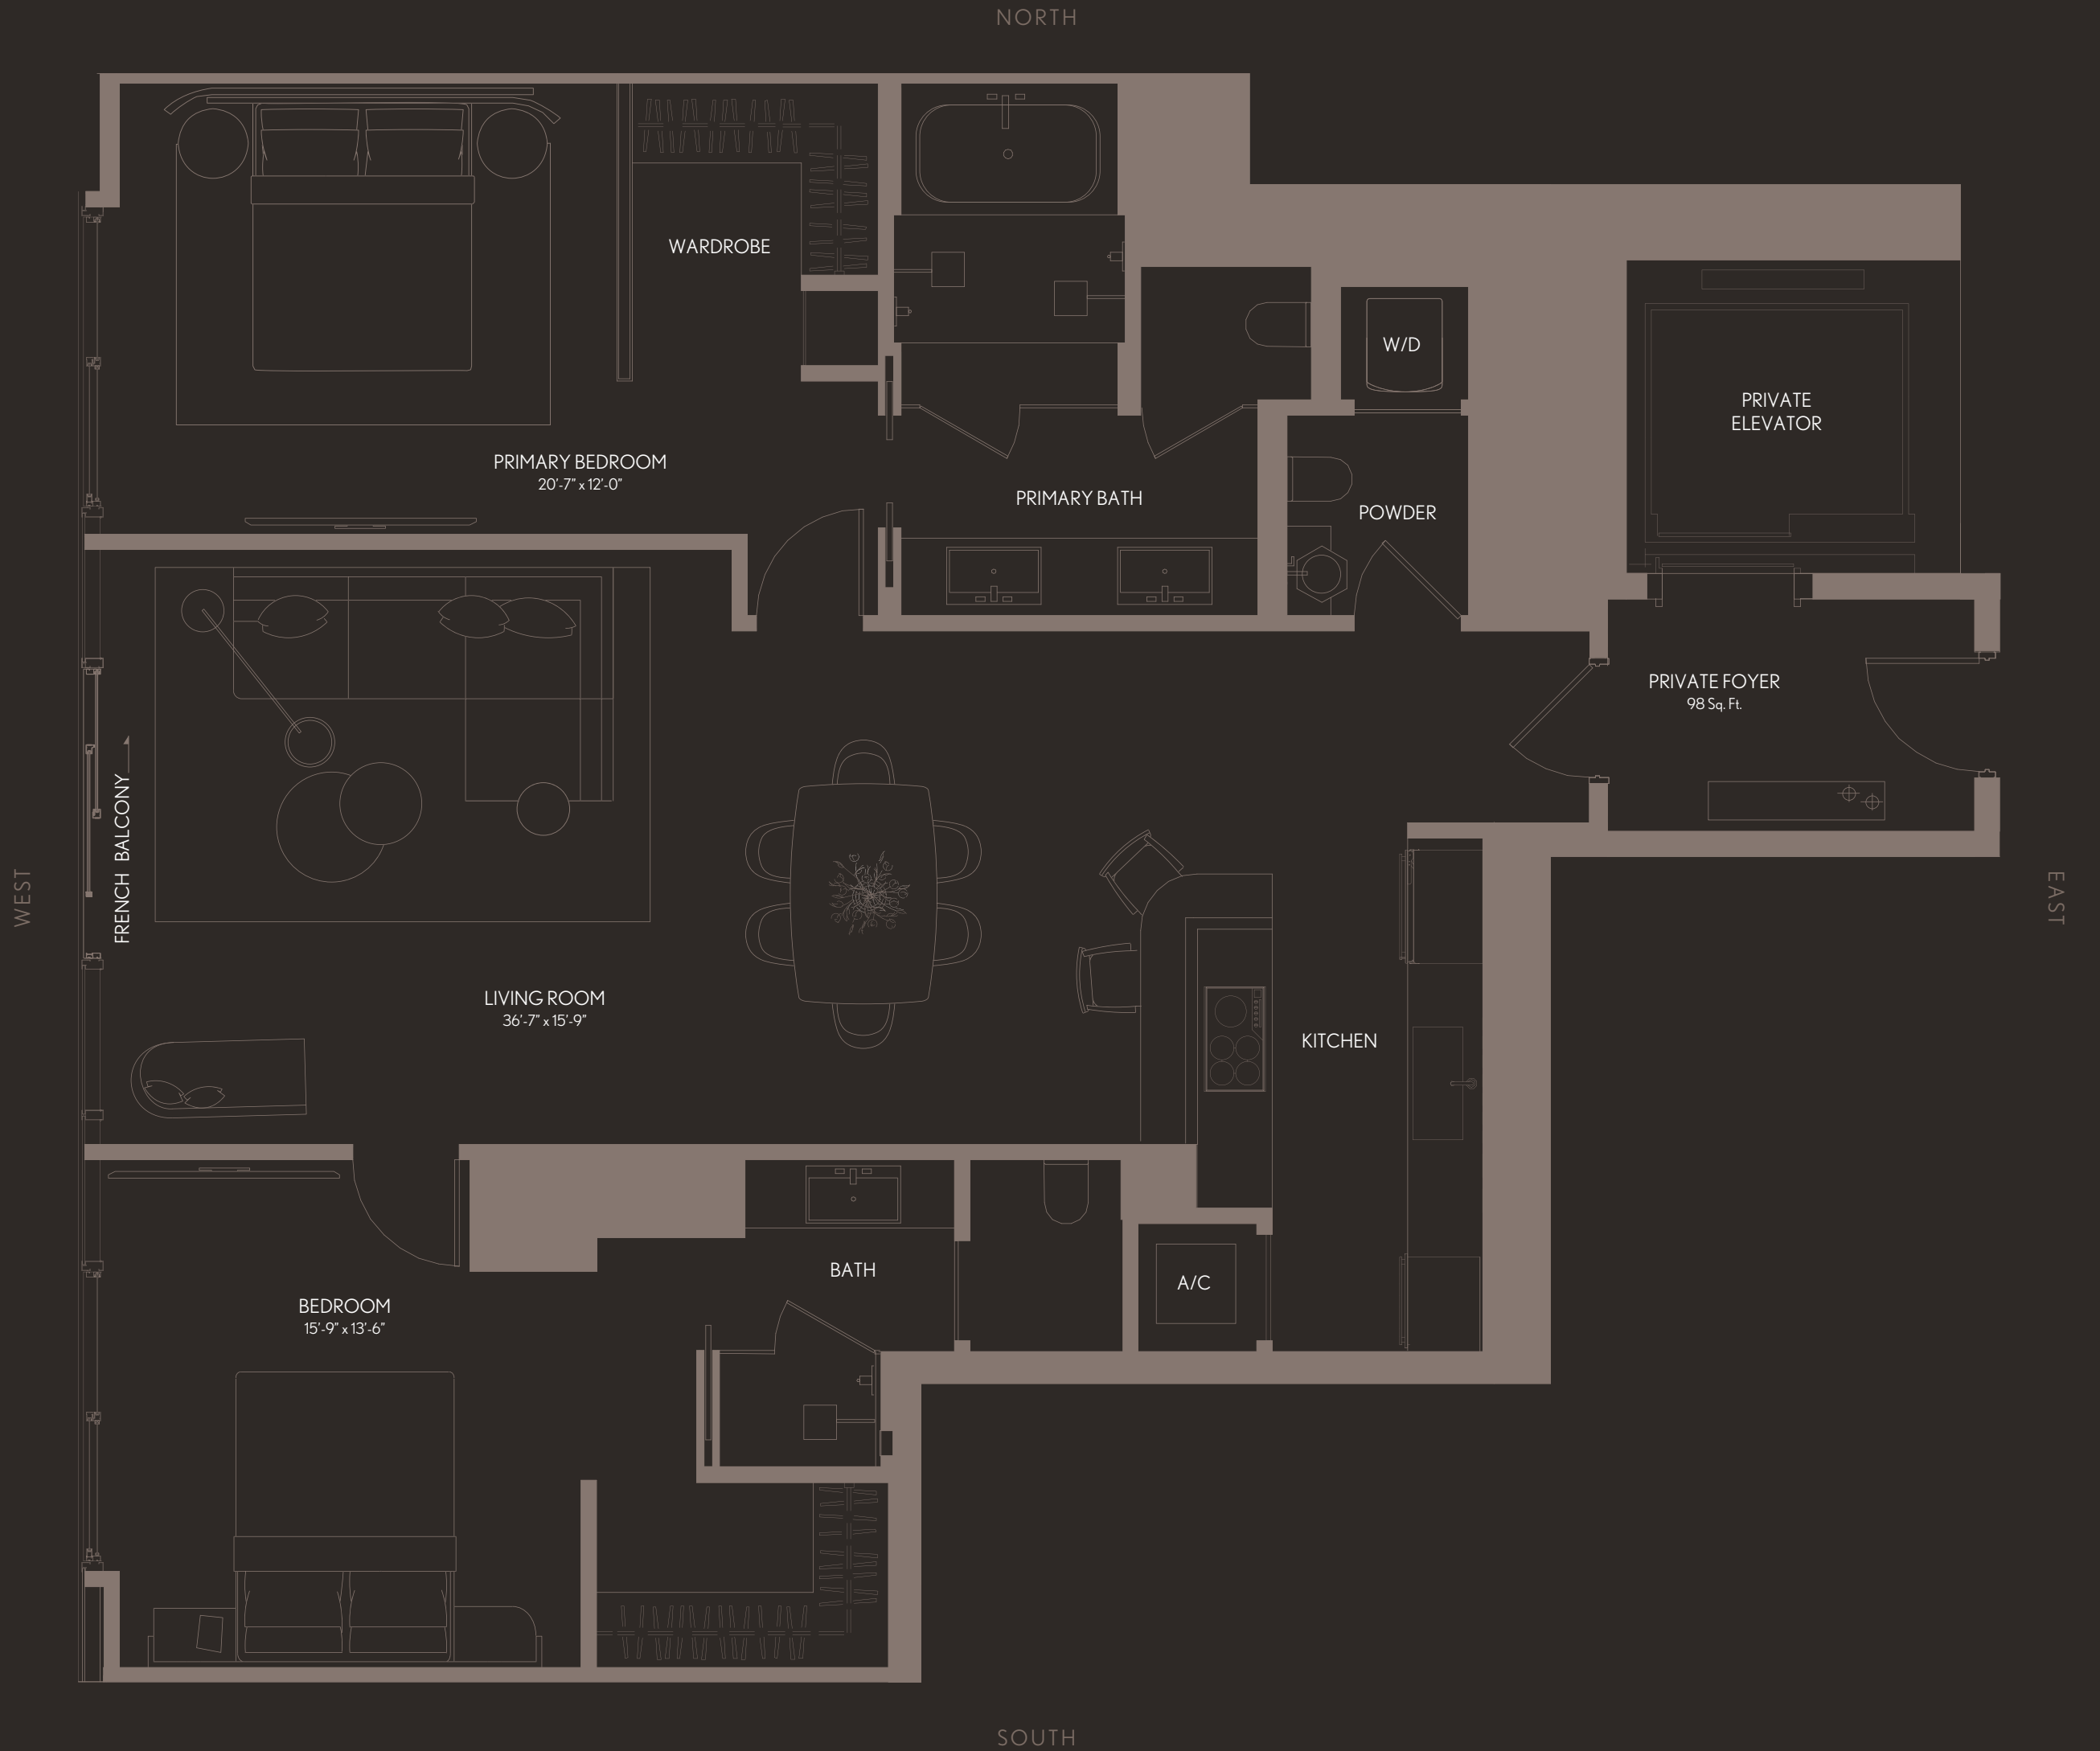 NORTH
WARDROBE
W/D
PRIVATE
ELEVATOR
PRIMARY BEDROOM
20'-7" x 12'-0"
PRIMARY BATH
POWDER
PRIVATE FOYER
98 Sq. Ft.
FRENCH BALCONY
WEST
EAST
LIVING ROOM
36'-7" x 15'-9"
KITCHEN
BATH
A/C
BEDROOM
15'-9" x 13'-6"
SOUTH